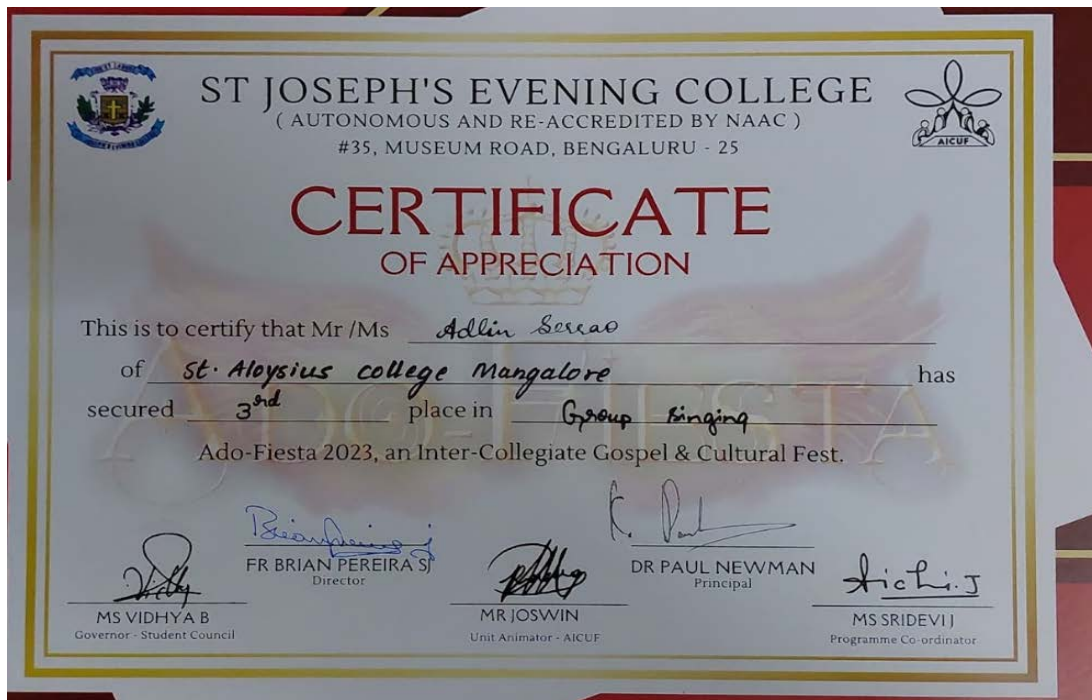 ST JOSEPH'S EVENING COLLEGE
( AUTONOMOUS AND RE-ACCREDITED BY NAAC )
#35, MUSEUM ROAD, BENGALURU - 25
AICUF
CERTIFICATE
OF APPRECIATION
This is to certify that Mr /Ms Adlin Serrao
of St. Aloysius college Mangalore has
secured 3rd place in Group singing
ADO-FIESTA
Ado-Fiesta 2023, an Inter-Collegiate Gospel & Cultural Fest.
FR BRIAN PEREIRA SJ
Director
DR PAUL NEWMAN
Principal
MS VIDHYA B
Governor - Student Council
MR JOSWIN
Unit Animator - AICUF
MS SRIDEVI J
Programme Co-ordinator